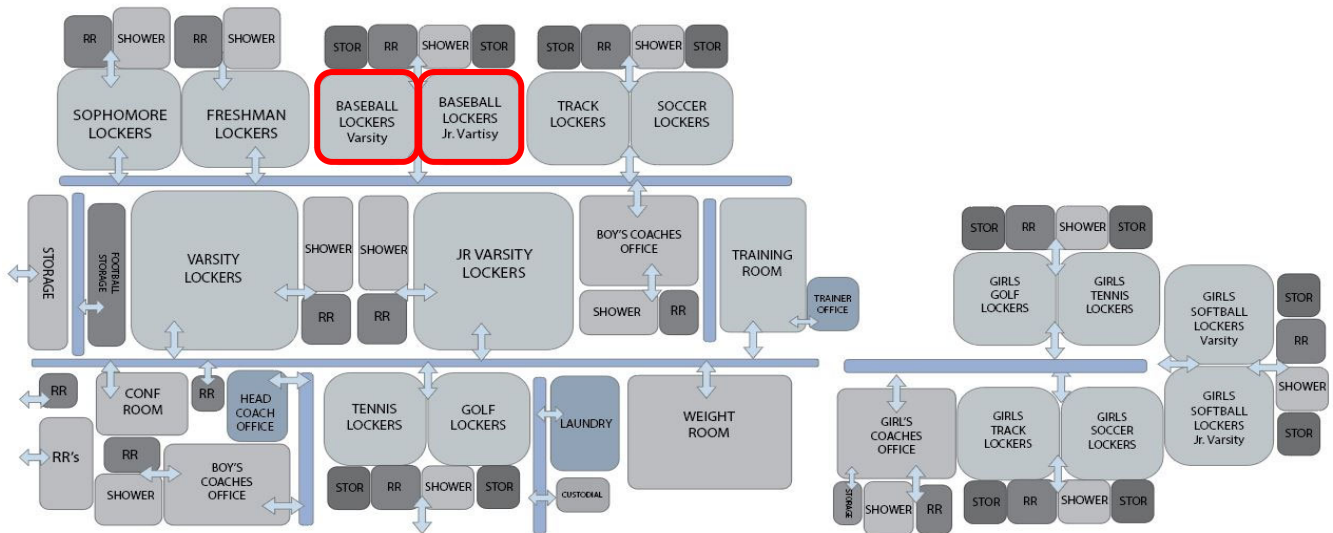 RR
SHOWER
RR
SHOWER
STOR
RR
SHOWER
STOR
STOR
RR
SHOWER
STOR
SOPHOMORE
LOCKERS
FRESHMAN
LOCKERS
BASEBALL
LOCKERS
Varsity
BASEBALL
LOCKERS
Jr. Vartisy
TRACK
LOCKERS
SOCCER
LOCKERS
STORAGE
FOOTBALL
STORAGE
VARSITY
LOCKERS
SHOWER
RR
SHOWER
RR
JR VARSITY
LOCKERS
BOY'S COACHES
OFFICE
SHOWER
RR
TRAINING
ROOM
TRAINER
OFFICE
RR
CONF
ROOM
RR
HEAD
COACH
OFFICE
RR's
RR
SHOWER
BOY'S
COACHES
OFFICE
TENNIS
LOCKERS
GOLF
LOCKERS
STOR
RR
SHOWER
STOR
LAUNDRY
CUSTODIAL
WEIGHT
ROOM
STOR
RR
SHOWER
STOR
GIRLS
GOLF
LOCKERS
GIRLS
TENNIS
LOCKERS
GIRLS
SOFTBALL
LOCKERS
Varsity
STOR
RR
SHOWER
STOR
GIRL'S
COACHES
OFFICE
GIRLS
TRACK
LOCKERS
GIRLS
SOCCER
LOCKERS
GIRLS
SOFTBALL
LOCKERS
Jr. Varsity
STORAGE
SHOWER
RR
STOR
RR
SHOWER
STOR